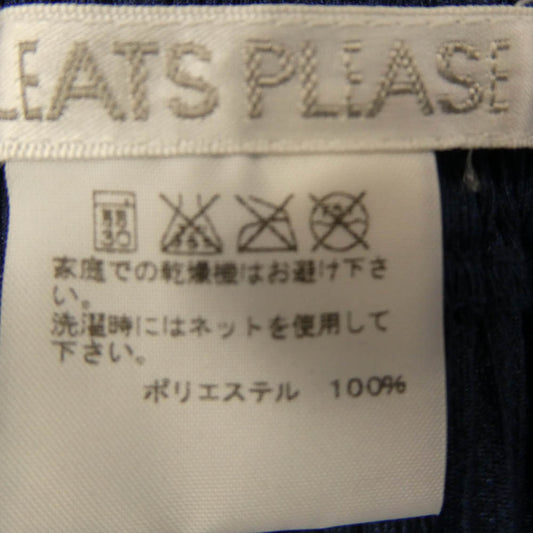 LEATS PLEASE
30
家庭での乾燥機はお避け下さ
い。
洗濯時にはネットを使用して
下さい。
ポリエステル 100%